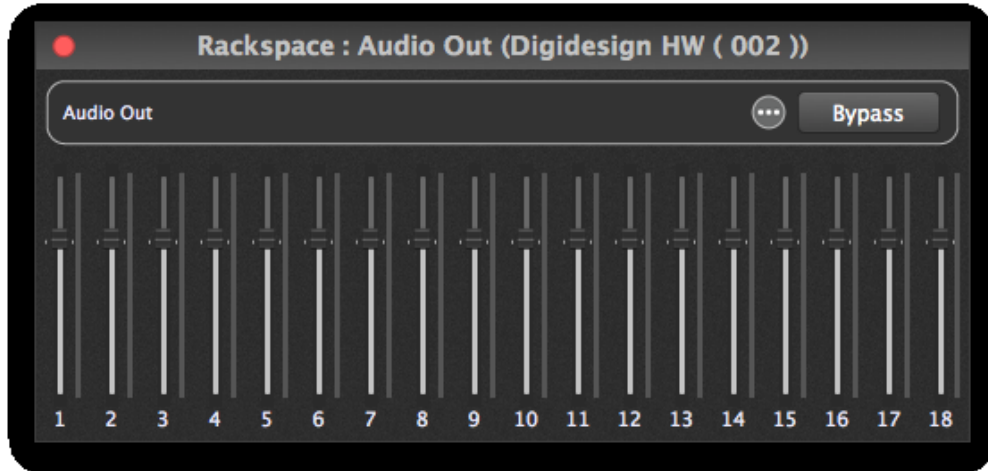 Rackspace : Audio Out (Digidesign HW ( 002 ))
Audio Out Bypass
1 2 3 4 5 6 7 8 9 10 11 12 13 14 15 16 17 18